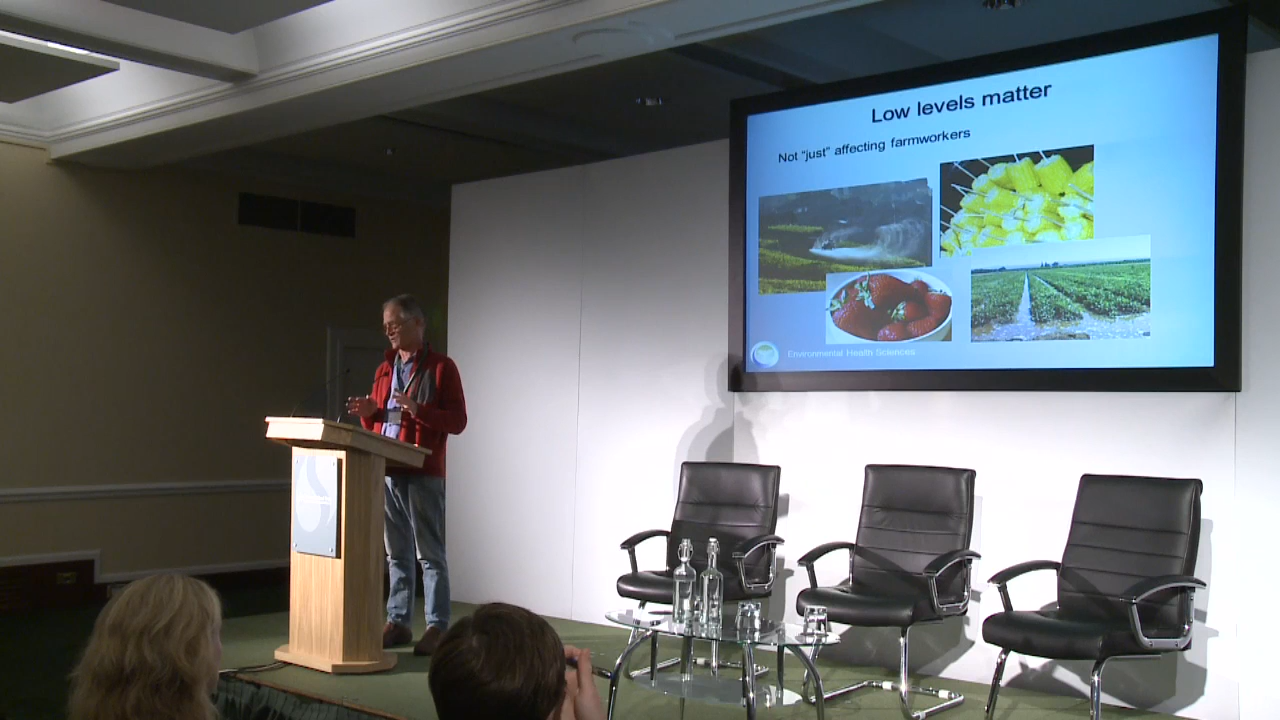 Low levels matter
Not "just" affecting farmworkers
Environmental Health Sciences